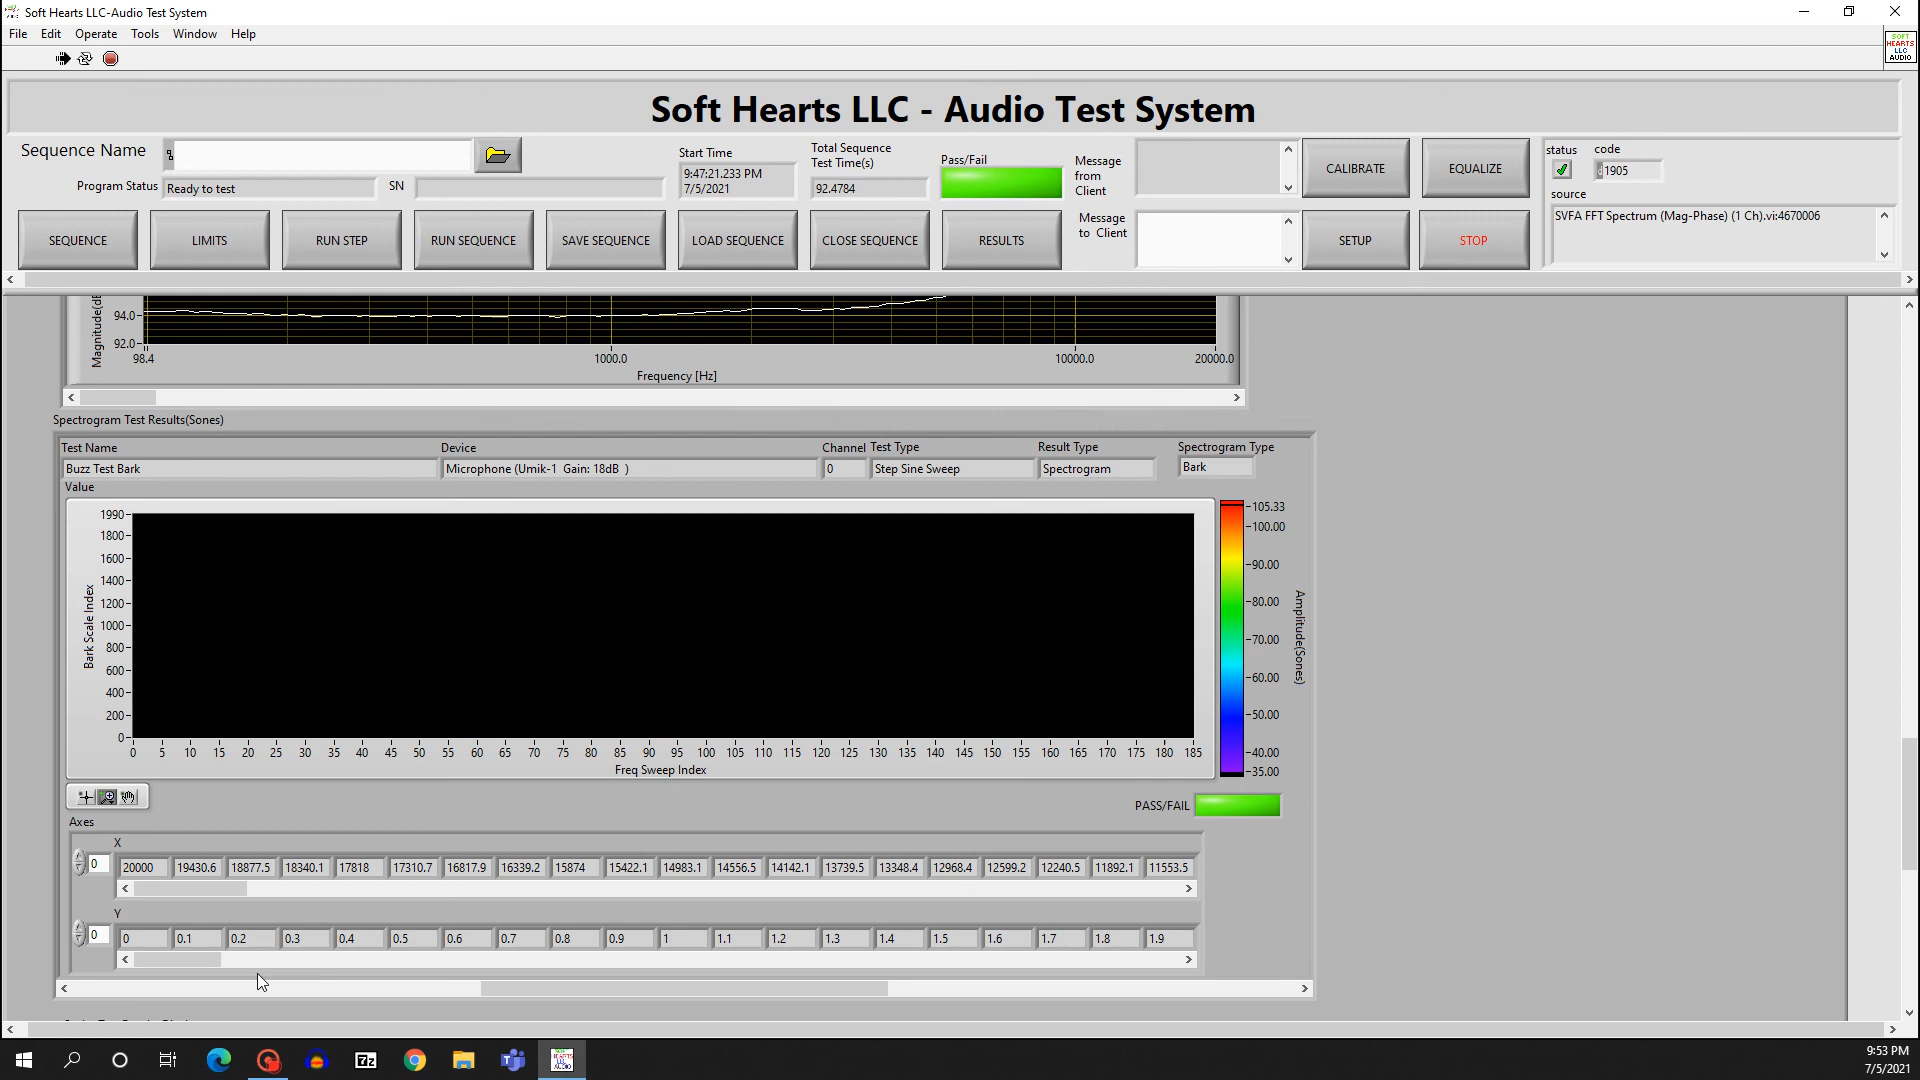 Soft Hearts LLC-Audio Test System
File Edit Operate Tools Window Help
SOFT HEARTS LLC AUDIO
Soft Hearts LLC - Audio Test System
Sequence Name
Program Status Ready to test SN
Start Time
9:47:21.233 PM
7/5/2021
Total Sequence
Test Time(s)
92.4784
Pass/Fail
Message
from
Client
Message
to Client
CALIBRATE EQUALIZE
status code
1905
source
SVFA FFT Spectrum (Mag-Phase) (1 Ch).vi:4670006
SEQUENCE LIMITS RUN STEP RUN SEQUENCE SAVE SEQUENCE LOAD SEQUENCE CLOSE SEQUENCE RESULTS SETUP STOP
Magnitude(dB
94.0
92.0
98.4 1000.0 10000.0 20000.0
Frequency [Hz]
Spectrogram Test Results(Sones)
Test Name Device Channel Test Type Result Type Spectrogram Type
Buzz Test Bark Microphone (Umik-1 Gain: 18dB ) 0 Step Sine Sweep Spectrogram Bark
Value
Bark Scale Index
1990
1800
1600
1400
1200
1000
800
600
400
200
0
0 5 10 15 20 25 30 35 40 45 50 55 60 65 70 75 80 85 90 95 100 105 110 115 120 125 130 135 140 145 150 155 160 165 170 175 180 185
Freq Sweep Index
105.33
100.00
90.00
80.00
70.00
60.00
50.00
40.00
35.00
Amplitude(Sones)
PASS/FAIL
Axes
X
0 20000 19430.6 18877.5 18340.1 17818 17310.7 16817.9 16339.2 15874 15422.1 14983.1 14556.5 14142.1 13739.5 13348.4 12968.4 12599.2 12240.5 11892.1 11553.5
Y
0 0 0.1 0.2 0.3 0.4 0.5 0.6 0.7 0.8 0.9 1 1.1 1.2 1.3 1.4 1.5 1.6 1.7 1.8 1.9
7z
SOFT HEARTS LLC AUDIO
9:53 PM
7/5/2021